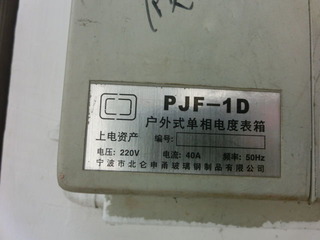 PJF-1D
户外式单相电度表箱
上电资产 编号:
电压: 220V 电流: 40A 频率: 50Hz
宁波市北仑申甬玻璃钢制品有限公司